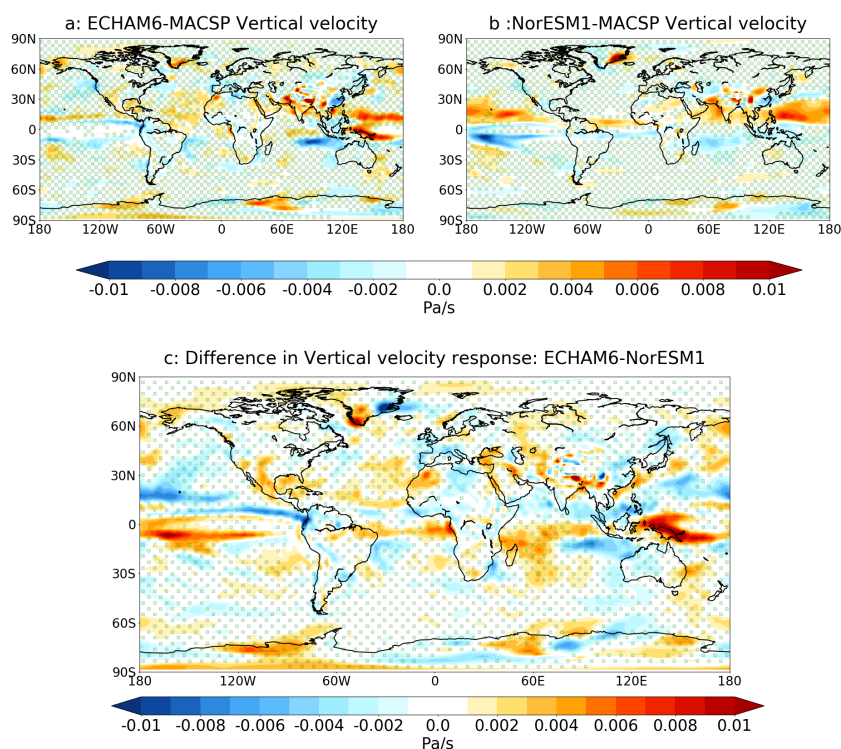 a: ECHAM6-MACSP Vertical velocity
b :NorESM1-MACSP Vertical velocity
90N
60N
30N
0
30S
60S
90S
180 120W 60W 0 60E 120E 180
90N
60N
30N
0
30S
60S
90S
180 120W 60W 0 60E 120E 180
-0.01 -0.008 -0.006 -0.004 -0.002 0.0 0.002 0.004 0.006 0.008 0.01
Pa/s
c: Difference in Vertical velocity response: ECHAM6-NorESM1
90N
60N
30N
0
30S
60S
90S
180 120W 60W 0 60E 120E 180
-0.01 -0.008 -0.006 -0.004 -0.002 0.0 0.002 0.004 0.006 0.008 0.01
Pa/s